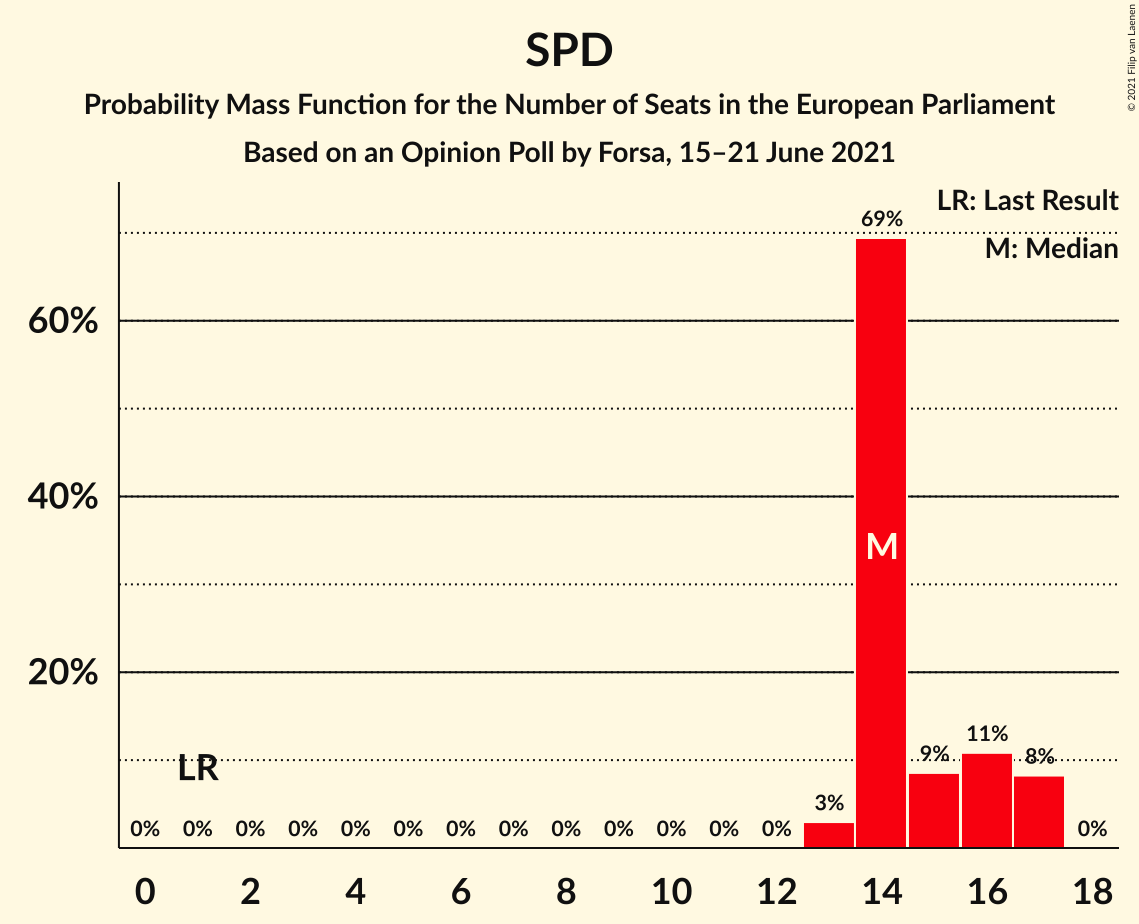 © 2021 Filip van Laenen
SPD
Probability Mass Function for the Number of Seats in the European Parliament
Based on an Opinion Poll by Forsa, 15–21 June 2021
LR: Last Result
M: Median
69%
60%
40%
M
20%
11%
9%
8%
LR
3%
0% 0% 0% 0% 0% 0% 0% 0% 0% 0% 0% 0% 0% 0%
0 2 4 6 8 10 12 14 16 18